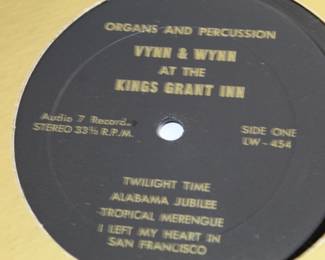 ORGANS AND PERCUSSION
VYNN & WYNN
AT THE
KINGS GRANT INN
Audio 7 Records
STEREO 33⅓ R.P.M.
SIDE ONE
LW - 454
TWILIGHT TIME
ALABAMA JUBILEE
TROPICAL MERENGUE
I LEFT MY HEART IN
SAN FRANCISCO